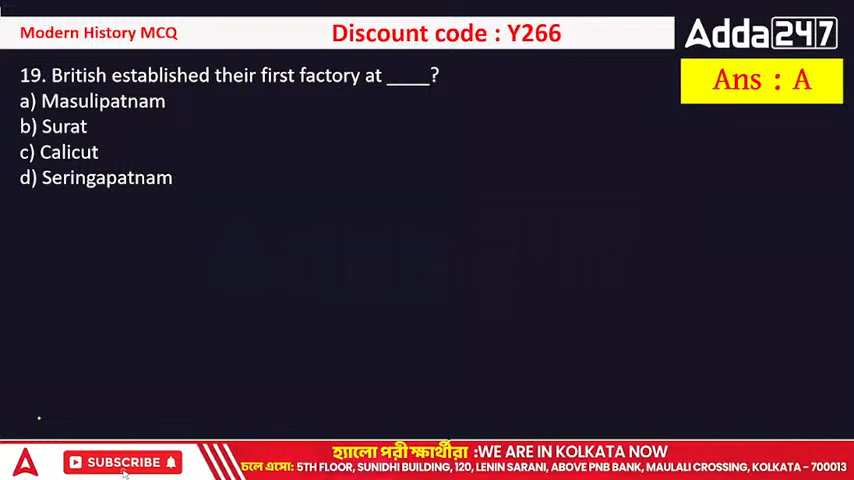 Modern History MCQ
Discount code : Y266
Adda247
19. British established their first factory at ____?
Ans : A
a) Masulipatnam
b) Surat
c) Calicut
d) Seringapatnam
SUBSCRIBE
হ্যালো পরীক্ষার্থীরা :WE ARE IN KOLKATA NOW
চলে এসো: 5TH FLOOR, SUNIDHI BUILDING, 120, LENIN SARANI, ABOVE PNB BANK, MAULALI CROSSING, KOLKATA - 700013